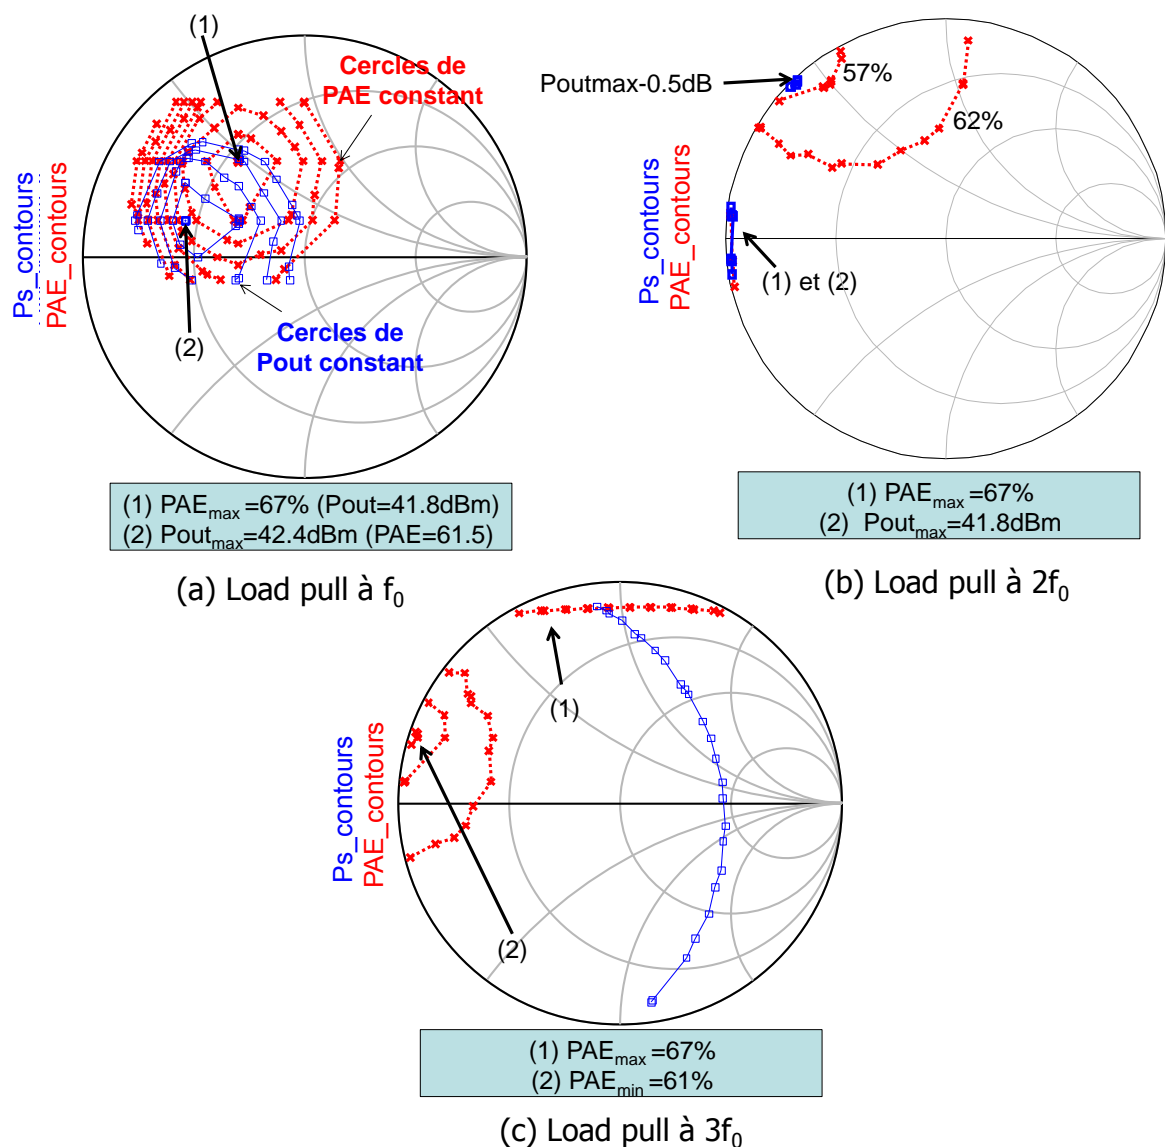 (1)
Cercles de
PAE constant
Ps_contours
PAE_contours
(2)
Cercles de
Pout constant
(1) PAEmax =67% (Pout=41.8dBm)
(2) Poutmax=42.4dBm (PAE=61.5)
(a) Load pull à f0
Poutmax-0.5dB
57%
62%
Ps_contours
PAE_contours
(1) et (2)
(1) PAEmax =67%
(2) Poutmax=41.8dBm
(b) Load pull à 2f0
(1)
Ps_contours
PAE_contours
(2)
(1) PAEmax =67%
(2) PAEmin =61%
(c) Load pull à 3f0